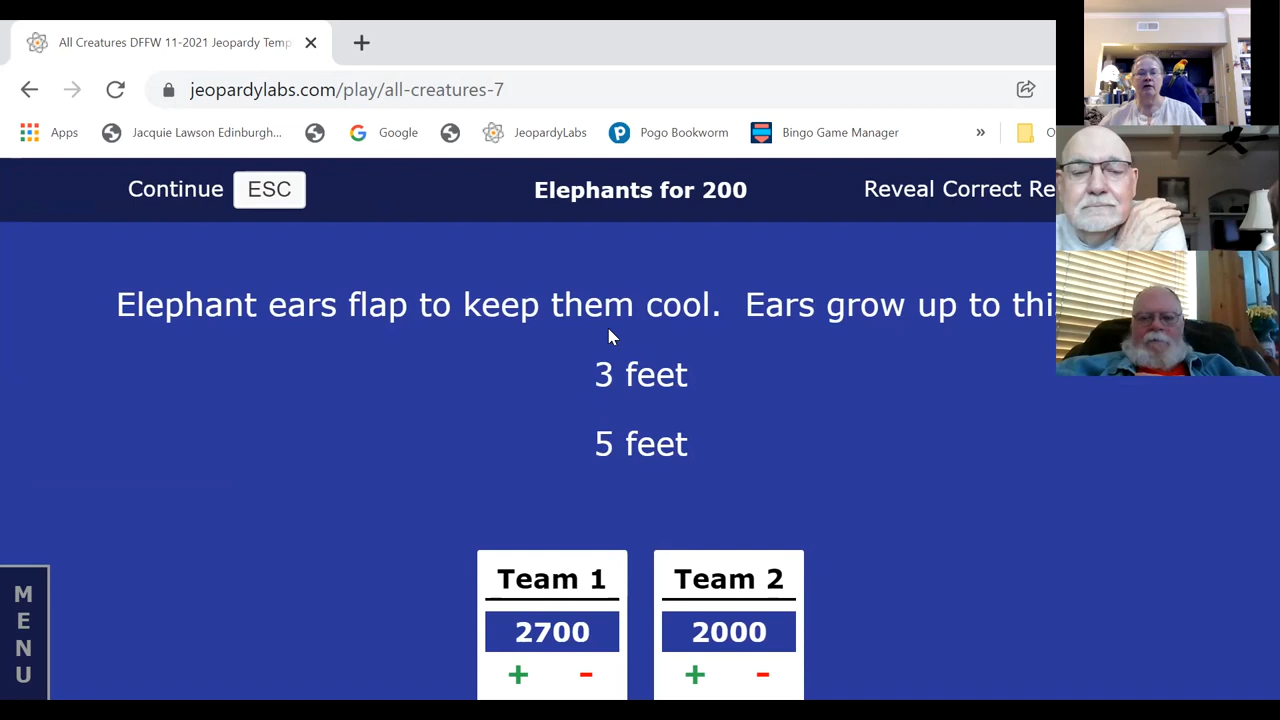 All Creatures DFFW 11-2021 Jeopardy Temp
jeopardylabs.com/play/all-creatures-7
Apps Jacquie Lawson Edinburgh... Google JeopardyLabs Pogo Bookworm Bingo Game Manager » O
Continue ESC Elephants for 200 Reveal Correct Re
Elephant ears flap to keep them cool. Ears grow up to thi
3 feet
5 feet
Team 1 Team 2
2700 2000
+ - + -
MENU